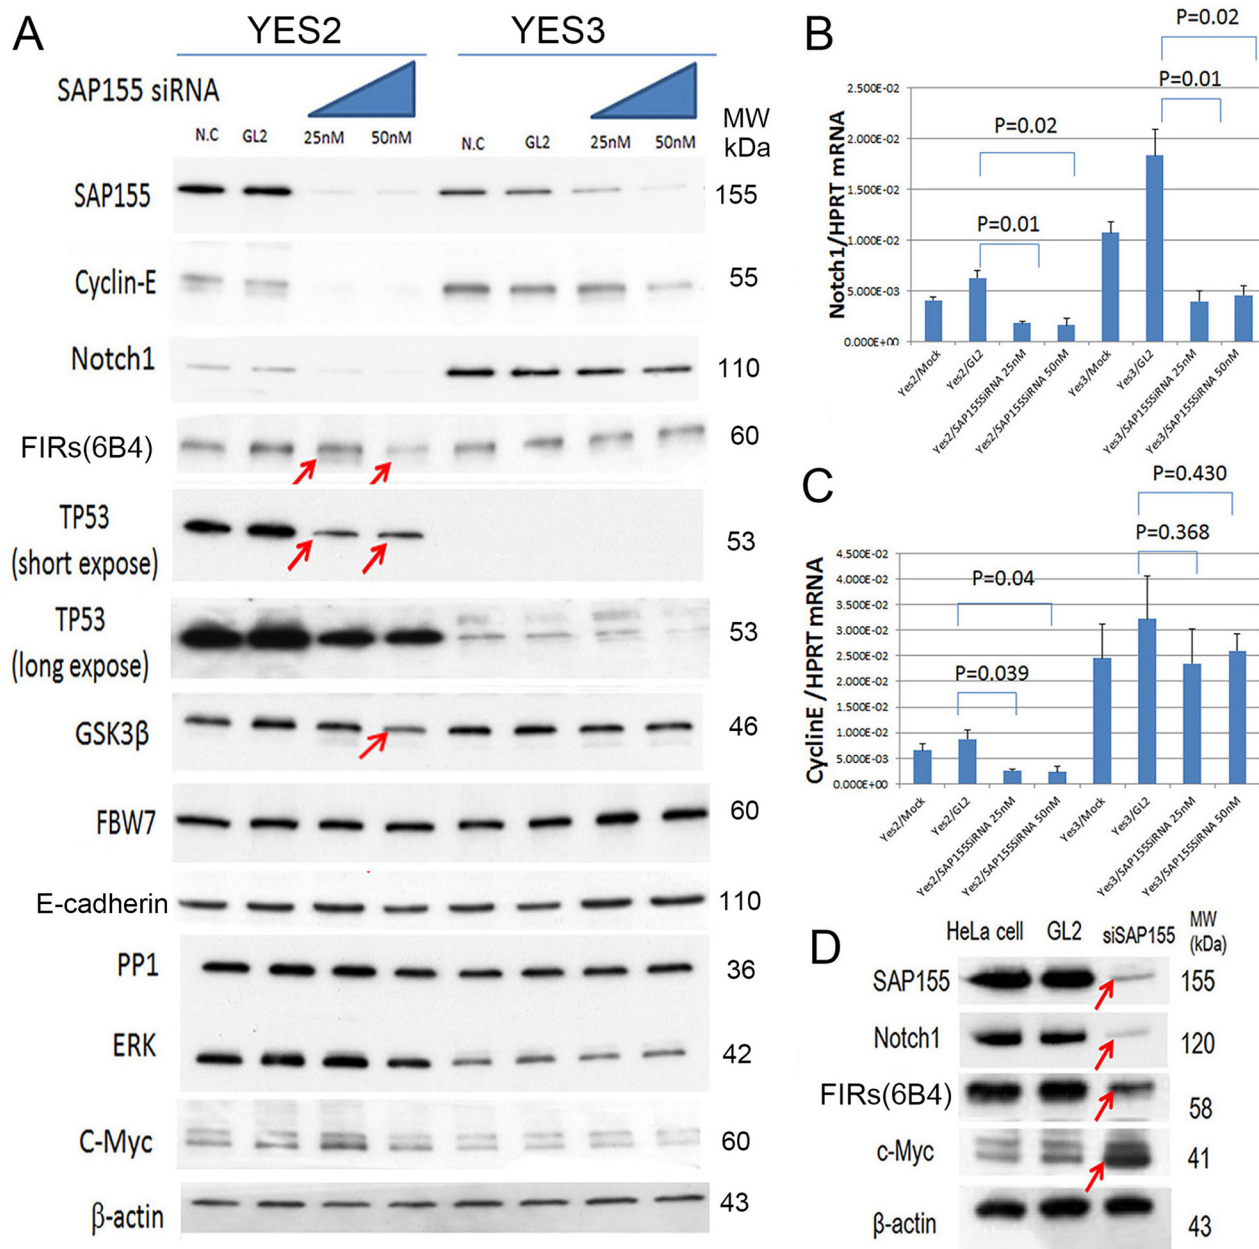 A
YES2
YES3
SAP155 siRNA
MW
kDa
N.C
GL2
25nM
50nM
N.C
GL2
25nM
50nM
SAP155
155
Cyclin-E
55
Notch1
110
FIRs(6B4)
60
TP53
(short expose)
53
TP53
(long expose)
53
GSK3β
46
FBW7
60
E-cadherin
110
PP1
36
ERK
42
C-Myc
60
β-actin
43
B
P=0.02
P=0.01
P=0.02
P=0.01
Notch1/HPRT mRNA
2.500E-02
2.000E-02
1.500E-02
1.000E-02
5.000E-03
0.000E+00
Yes2/Mock
Yes2/GL2
Yes2/SAP155SiRNA 25nM
Yes2/SAP155SiRNA 50nM
Yes3/Mock
Yes3/GL2
Yes3/SAP155SiRNA 25nM
Yes3/SAP155SiRNA 50nM
C
P=0.430
P=0.368
P=0.04
P=0.039
CyclinE /HPRT mRNA
4.500E-02
4.000E-02
3.500E-02
3.000E-02
2.500E-02
2.000E-02
1.500E-02
1.000E-02
5.000E-03
0.000E+00
Yes2/Mock
Yes2/GL2
Yes2/SAP155SiRNA 25nM
Yes2/SAP155SiRNA 50nM
Yes3/Mock
Yes3/GL2
Yes3/SAP155SiRNA 25nM
Yes3/SAP155SiRNA 50nM
D
HeLa cell
GL2
siSAP155
MW
(kDa)
SAP155
155
Notch1
120
FIRs(6B4)
58
c-Myc
41
β-actin
43